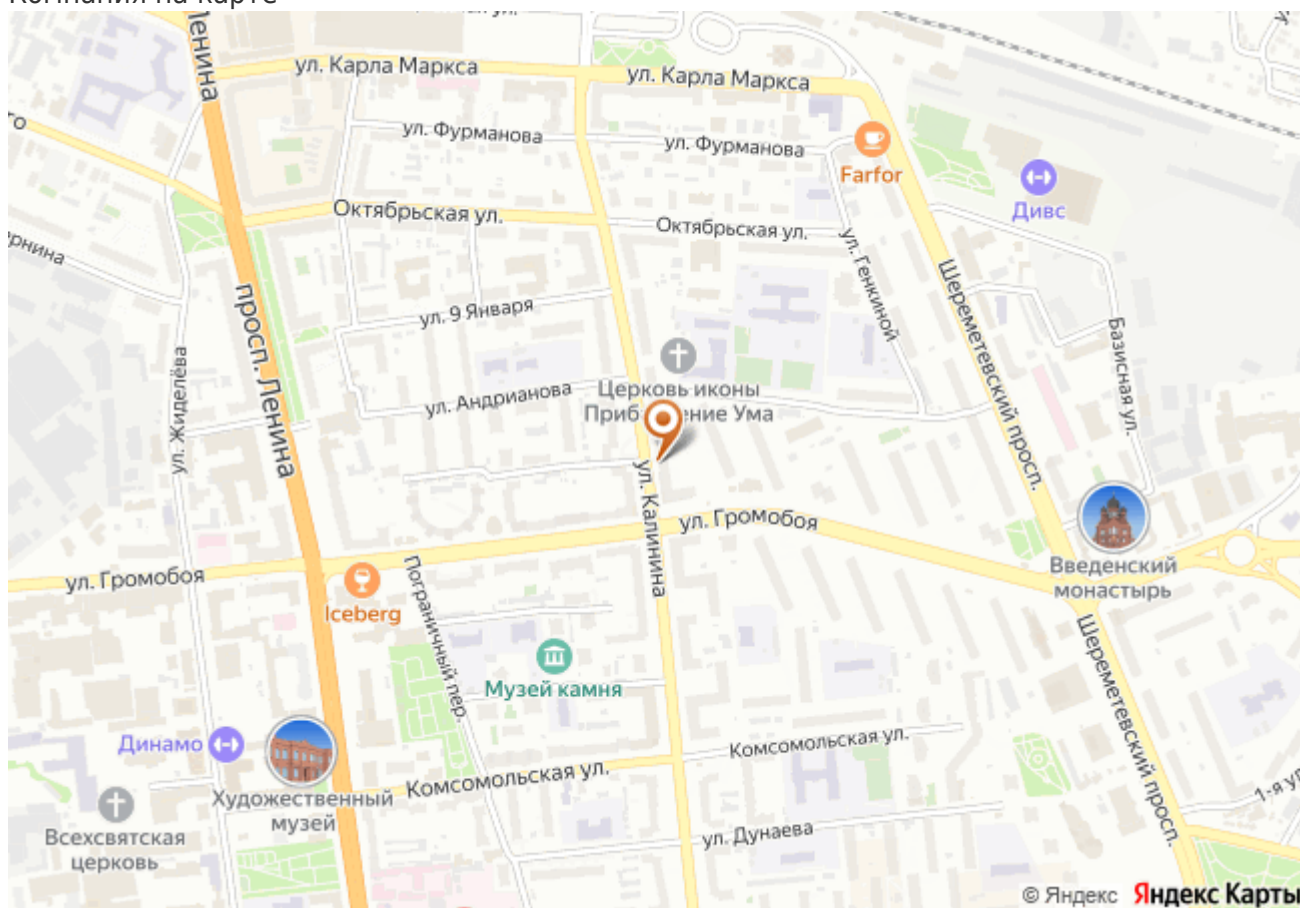 Компания на карте
ул. Карла Маркса
ул. Карла Маркса
ул. Фурманова
ул. Фурманова
Farfor
Дивс
Октябрьская ул.
Октябрьская ул.
ул. Генкиной
Шереметевский просп.
Базисная ул.
просп. Ленина
ул. 9 Января
ул. Жиделёва
ул. Андрианова
Церковь иконы
ул. Калинина
ул. Громобоя
ул. Громобоя
Iceberg
Пограничный пер.
Введенский
монастырь
Музей камня
Шереметевский просп.
Динамо
Художественный
музей
Комсомольская ул.
Комсомольская ул.
Всехсвятская
церковь
ул. Дунаева
© Яндекс Яндекс Карты